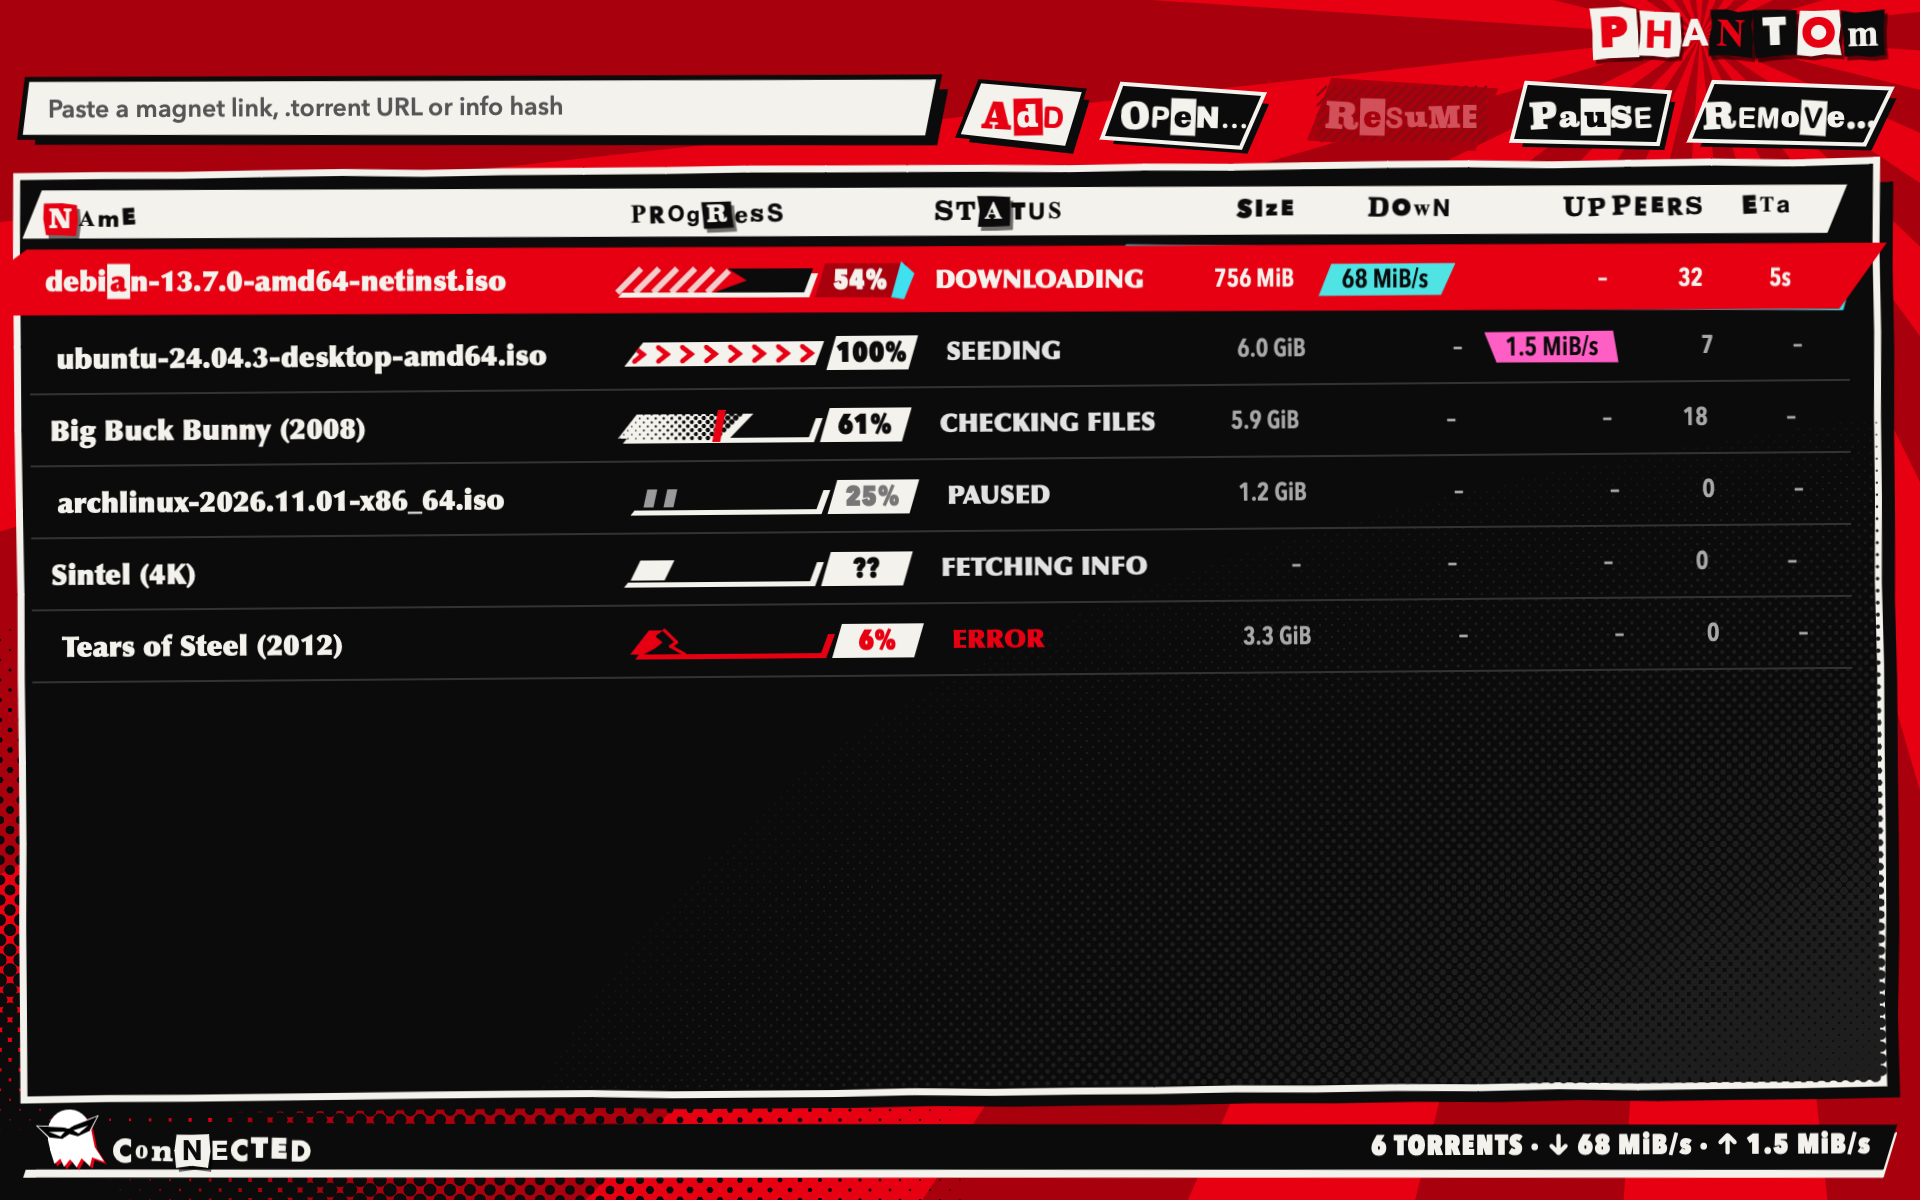 PHANTOm
Paste a magnet link, .torrent URL or info hash
AdD OPeN... ReSuME PauSE REMoVe...
NAmE PROgResS STATUS SIzE DOwN UP PEERS ETa
debian-13.7.0-amd64-netinst.iso 54% DOWNLOADING 756 MiB 68 MiB/s - 32 5s
ubuntu-24.04.3-desktop-amd64.iso 100% SEEDING 6.0 GiB - 1.5 MiB/s 7 -
Big Buck Bunny (2008) 61% CHECKING FILES 5.9 GiB - - 18 -
archlinux-2026.11.01-x86_64.iso 25% PAUSED 1.2 GiB - - 0 -
Sintel (4K) ?? FETCHING INFO - - - 0 -
Tears of Steel (2012) 6% ERROR 3.3 GiB - - 0 -
ConNECTED 6 TORRENTS · ↓ 68 MiB/s · ↑ 1.5 MiB/s